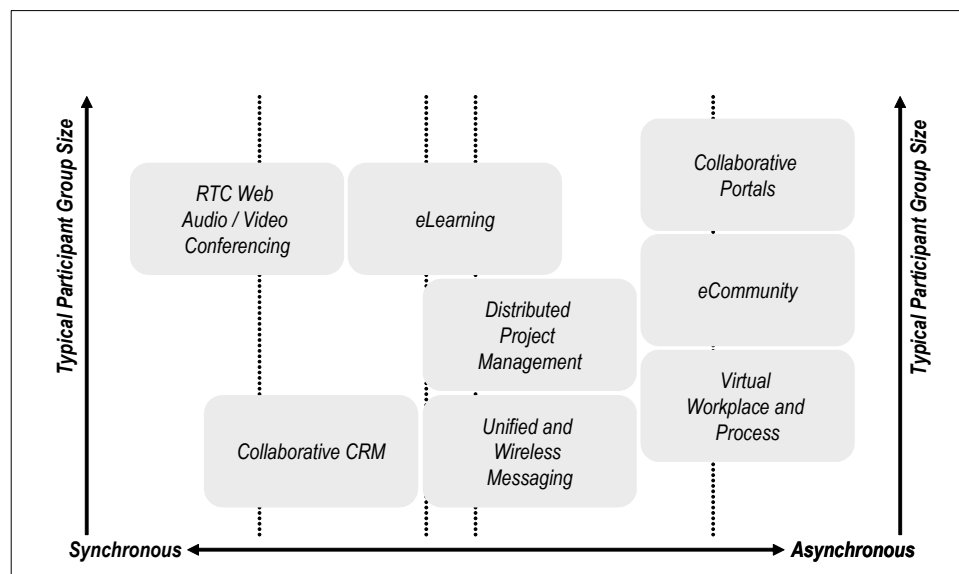 Typical Participant Group Size
RTC Web
Audio / Video
Conferencing
eLearning
Collaborative
Portals
eCommunity
Distributed
Project
Management
Virtual
Workplace and
Process
Collaborative CRM
Unified and
Wireless
Messaging
Typical Participant Group Size
Synchronous
Asynchronous